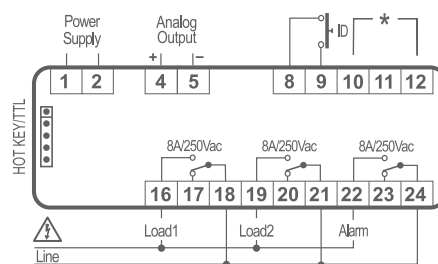 Power Supply
Analog Output
+ −
ID
*
1 2 4 5 8 9 10 11 12
HOT KEY/TTL
8A/250Vac 8A/250Vac 8A/250Vac
16 17 18 19 20 21 22 23 24
Load1 Load2 Alarm
Line